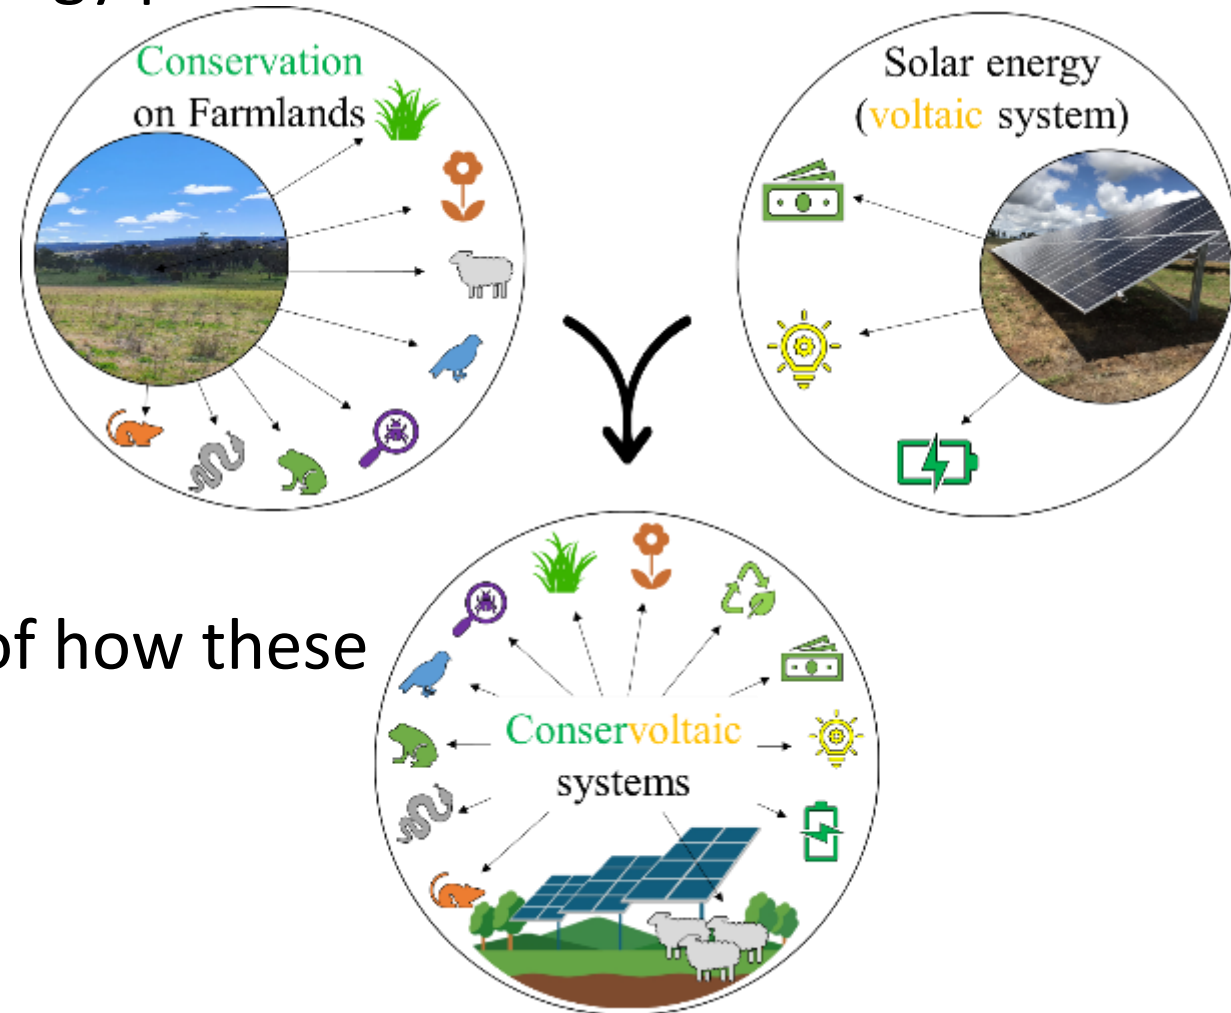 Conservation
on Farmlands
Solar energy
(voltaic system)
of how these
Conservoltaic
systems